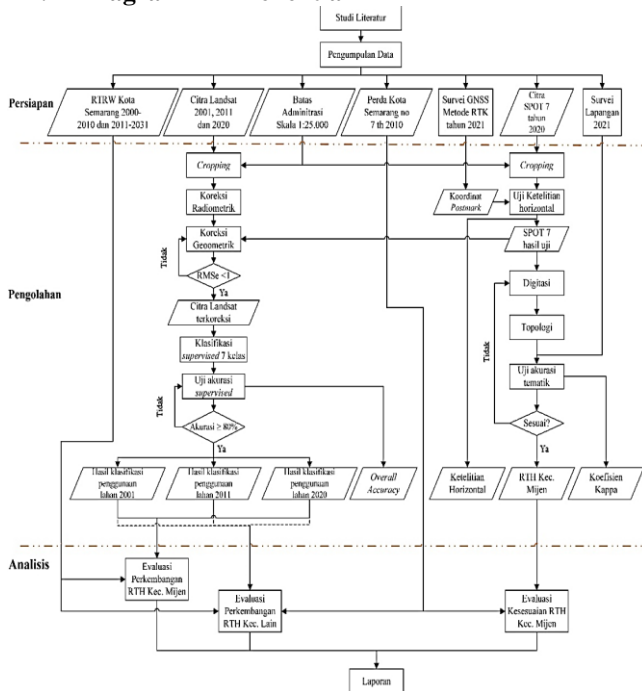 Studi Literatur
Pengumpulan Data
Persiapan
RTRW Kota
Semarang 2000-
2010 dan 2011-2031
Citra Landsat
2001, 2011
dan 2020
Batas
Adminitrasi
Skala 1:25.000
Perda Kota
Semarang no
7 th 2010
Survei GNSS
Metode RTK
tahun 2021
Citra
SPOT 7
tahun
2020
Survei
Lapangan
2021
Pengolahan
Cropping
Koreksi
Radiometrik
Koreksi
Geometrik
Tidak
RMSe <1
Ya
Citra Landsat
terkoreksi
Klasifikasi
supervised 7 kelas
Uji akurasi
supervised
Tidak
Akurasi ≥ 80%
Ya
Hasil klasifikasi
penggunaan
lahan 2001
Hasil klasifikasi
penggunaan
lahan 2011
Hasil klasifikasi
penggunaan
lahan 2020
Overall
Accuracy
Cropping
Koordinat
Postmark
Uji Ketelitian
horizontal
SPOT 7
hasil uji
Digitasi
Topologi
Tidak
Uji akurasi
tematik
Sesuai?
Ya
Ketelitian
Horizontal
RTH Kec.
Mijen
Koefisien
Kappa
Analisis
Evaluasi
Perkembangan
RTH Kec. Mijen
Evaluasi
Perkembangan
RTH Kec. Lain
Evaluasi
Kesesuaian RTH
Kec. Mijen
Laporan